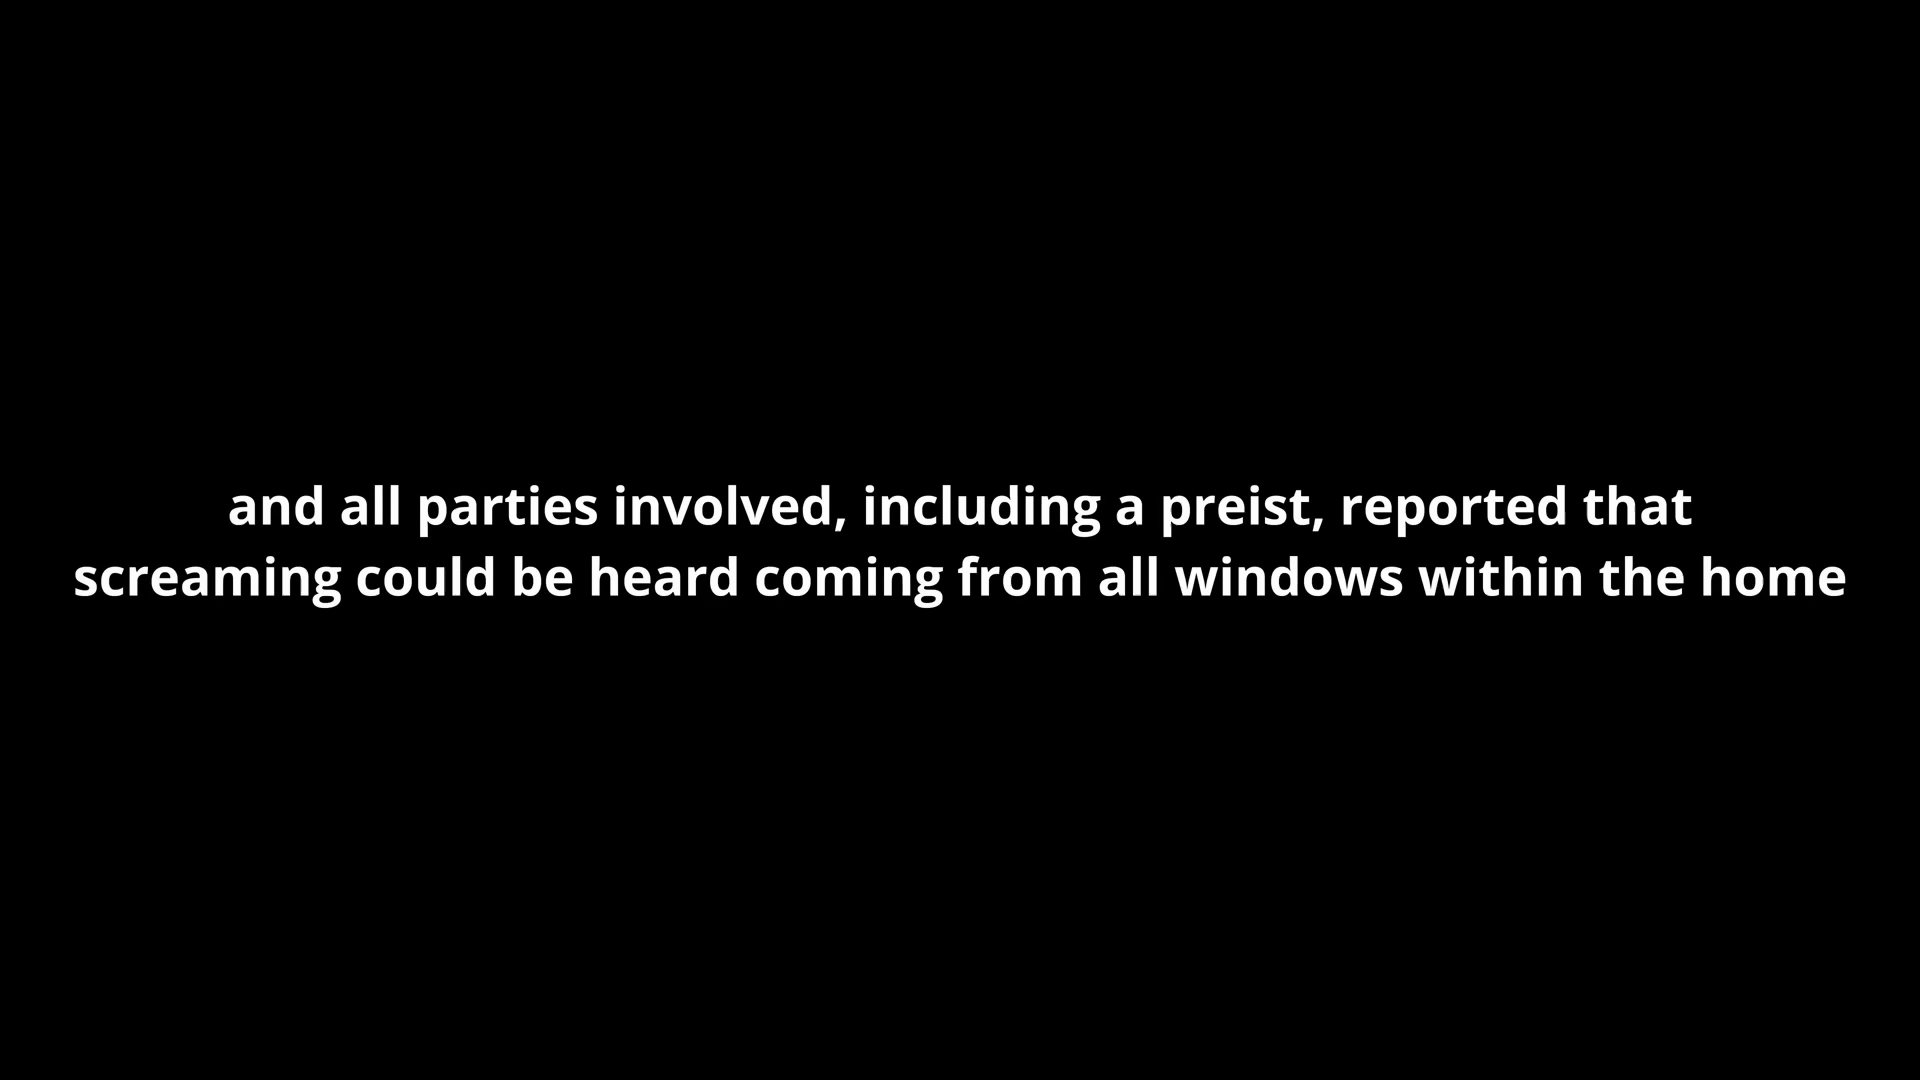 and all parties involved, including a preist, reported that
screaming could be heard coming from all windows within the home